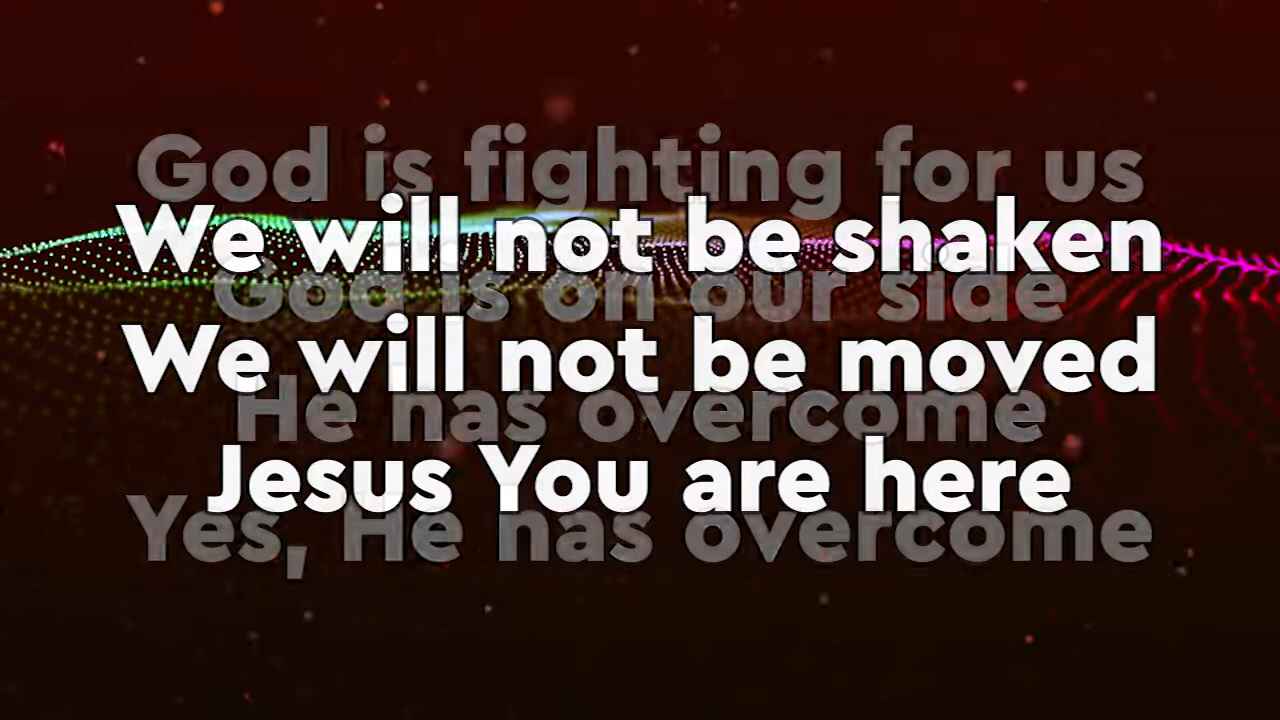 God is fighting for us
We will not be shaken
God is on our side
We will not be moved
He has overcome
Jesus You are here
Yes, He has overcome